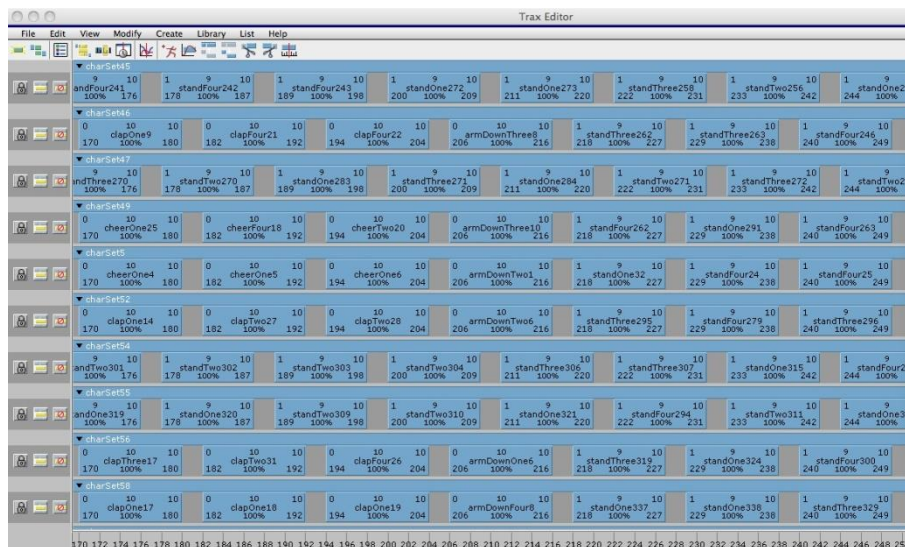 Trax Editor
File Edit View Modify Create Library List Help
charSet45
9 10 1 9 10 1 9 10 1 9 10 1 9 10 1 9 10 1 9 10 1 9
andFour241 standFour242 standFour243 standOne272 standOne273 standThree258 standTwo256 standOne2
100% 176 178 100% 187 189 100% 198 200 100% 209 211 100% 220 222 100% 231 233 100% 242 244 100%
charSet46
0 10 10 0 10 10 0 10 10 0 10 10 1 9 10 1 9 10 1 9 10
clapOne9 clapFour21 clapFour22 armDownThree8 standThree262 standThree263 standFour246
170 100% 180 182 100% 192 194 100% 204 206 100% 216 218 100% 227 229 100% 238 240 100% 249
charSet47
9 10 1 9 10 1 9 10 1 9 10 1 9 10 1 9 10 1 9 10 1 9
ndThree270 standTwo270 standOne283 standThree271 standOne284 standTwo271 standThree272 standTwo2
100% 176 178 100% 187 189 100% 198 200 100% 209 211 100% 220 222 100% 231 233 100% 242 244 100%
charSet49
0 10 10 0 10 10 0 10 10 0 10 10 1 9 10 1 9 10 1 9 10
cheerOne25 cheerFour18 cheerTwo20 armDownThree10 standFour262 standOne291 standFour263
170 100% 180 182 100% 192 194 100% 204 206 100% 216 218 100% 227 229 100% 238 240 100% 249
charSet5
0 10 10 0 10 10 0 10 10 0 10 10 1 9 10 1 9 10 1 9 10
cheerOne4 cheerOne5 cheerOne6 armDownTwo1 standOne32 standFour24 standFour25
170 100% 180 182 100% 192 194 100% 204 206 100% 216 218 100% 227 229 100% 238 240 100% 249
charSet52
0 10 10 0 10 10 0 10 10 0 10 10 1 9 10 1 9 10 1 9 10
clapOne14 clapTwo27 clapTwo28 armDownTwo6 standThree295 standFour279 standThree296
170 100% 180 182 100% 192 194 100% 204 206 100% 216 218 100% 227 229 100% 238 240 100% 249
charSet54
9 10 1 9 10 1 9 10 1 9 10 1 9 10 1 9 10 1 9 10 1 9
andTwo301 standTwo302 standTwo303 standTwo304 standThree306 standThree307 standOne315 standFour2
100% 176 178 100% 187 189 100% 198 200 100% 209 211 100% 220 222 100% 231 233 100% 242 244 100%
charSet55
9 10 1 9 10 1 9 10 1 9 10 1 9 10 1 9 10 1 9 10 1 9
andOne319 standOne320 standTwo309 standTwo310 standOne321 standFour294 standTwo311 standOne3
100% 176 178 100% 187 189 100% 198 200 100% 209 211 100% 220 222 100% 231 233 100% 242 244 100%
charSet56
0 10 10 0 10 10 0 10 10 0 10 10 1 9 10 1 9 10 1 9 10
clapThree17 clapTwo31 clapFour26 armDownOne6 standThree319 standOne324 standFour300
170 100% 180 182 100% 192 194 100% 204 206 100% 216 218 100% 227 229 100% 238 240 100% 249
charSet58
0 10 10 0 10 10 0 10 10 0 10 10 1 9 10 1 9 10 1 9 10
clapOne17 clapOne18 clapOne19 armDownFour8 standOne337 standOne338 standThree329
170 100% 180 182 100% 192 194 100% 204 206 100% 216 218 100% 227 229 100% 238 240 100% 249
170 172 174 176 178 180 182 184 186 188 190 192 194 196 198 200 202 204 206 208 210 212 214 216 218 220 222 224 226 228 230 232 234 236 238 240 242 244 246 248 25